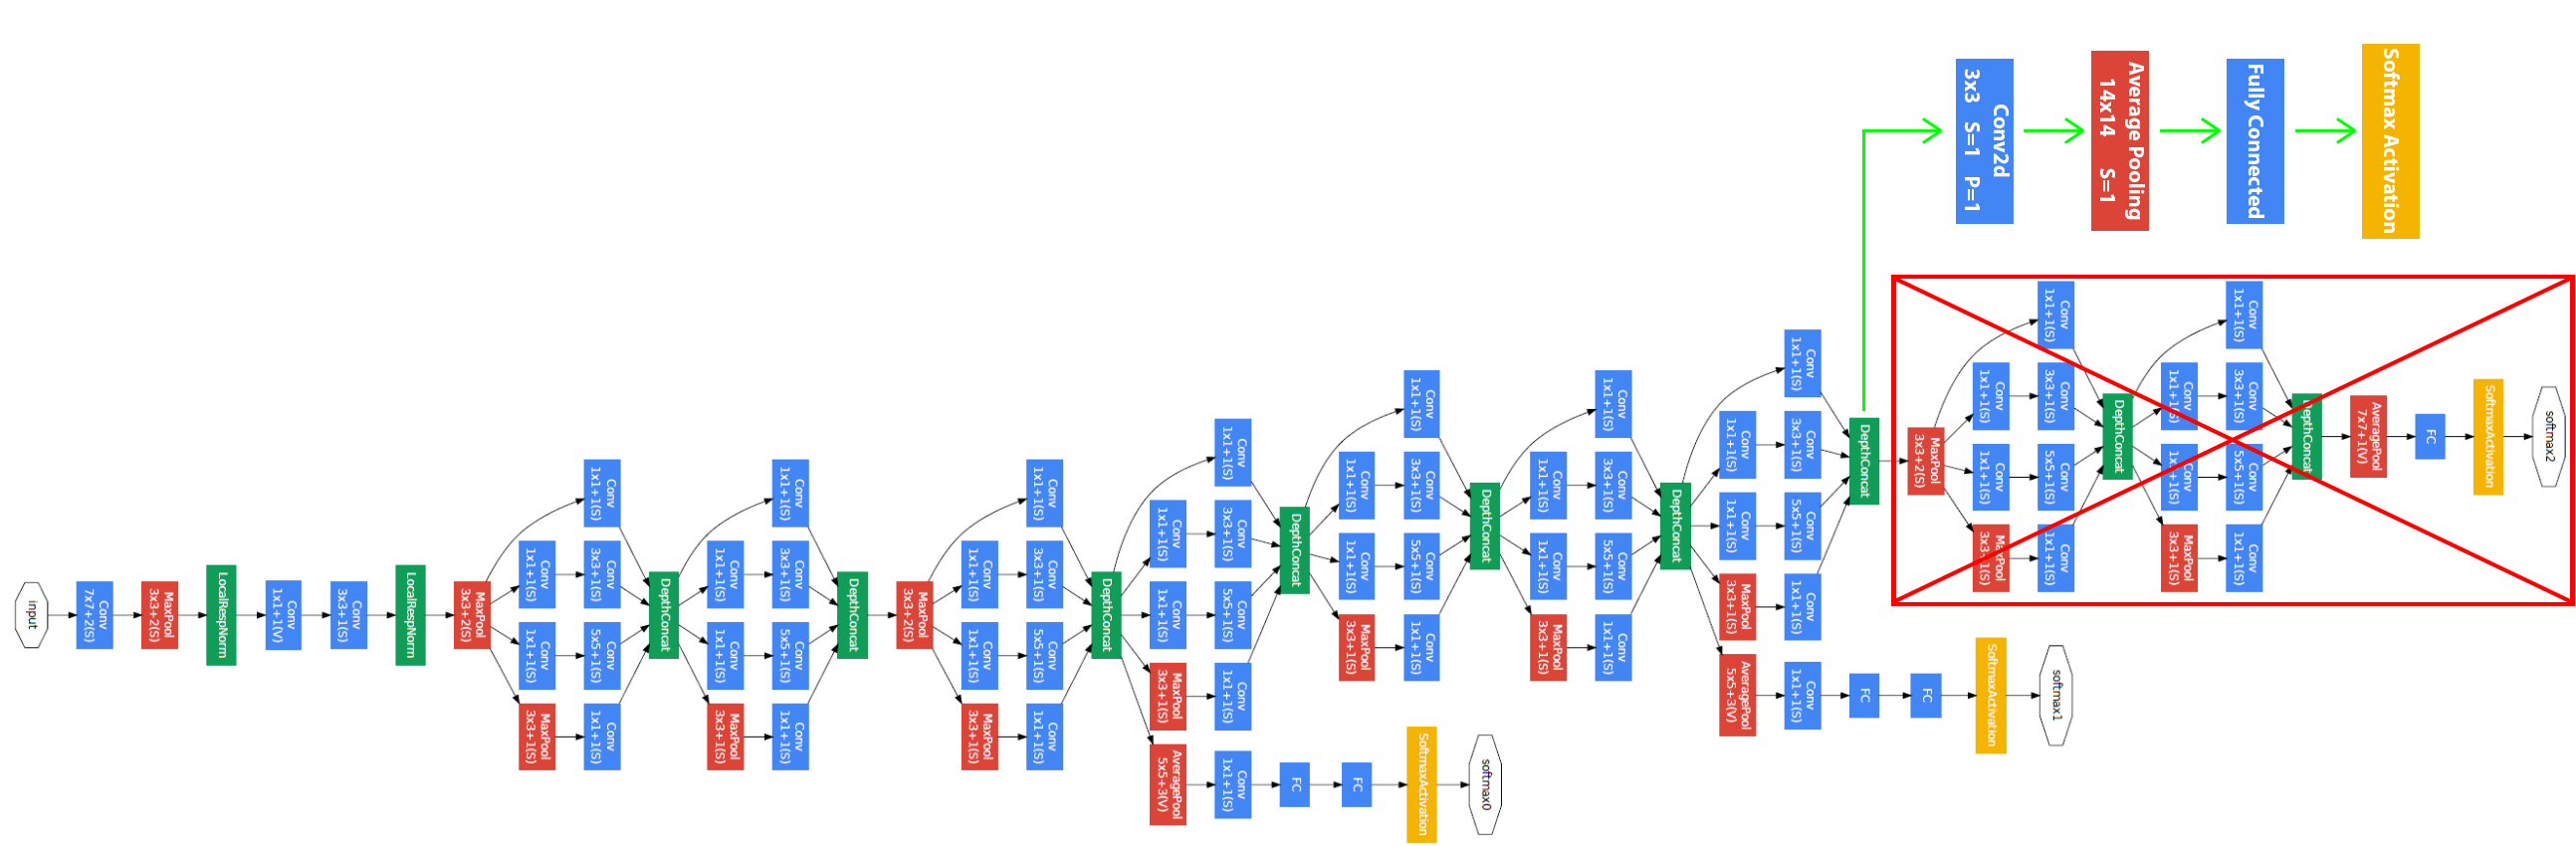 Conv2d
3x3 S=1 P=1
Average Pooling
14x14 S=1
Fully Connected
Softmax Activation
input
Conv
7x7+2(S)
MaxPool
3x3+2(S)
LocalRespNorm
Conv
1x1+1(V)
Conv
3x3+1(S)
LocalRespNorm
MaxPool
3x3+2(S)
Conv
1x1+1(S)
Conv
1x1+1(S)
MaxPool
3x3+1(S)
Conv
1x1+1(S)
Conv
3x3+1(S)
Conv
5x5+1(S)
Conv
1x1+1(S)
DepthConcat
Conv
1x1+1(S)
Conv
1x1+1(S)
MaxPool
3x3+1(S)
Conv
1x1+1(S)
Conv
3x3+1(S)
Conv
5x5+1(S)
Conv
1x1+1(S)
DepthConcat
MaxPool
3x3+2(S)
Conv
1x1+1(S)
Conv
1x1+1(S)
MaxPool
3x3+1(S)
Conv
1x1+1(S)
Conv
3x3+1(S)
Conv
5x5+1(S)
Conv
1x1+1(S)
DepthConcat
Conv
1x1+1(S)
Conv
1x1+1(S)
MaxPool
3x3+1(S)
AveragePool
5x5+3(V)
Conv
1x1+1(S)
Conv
3x3+1(S)
Conv
5x5+1(S)
Conv
1x1+1(S)
Conv
1x1+1(S)
DepthConcat
FC
FC
SoftmaxActivation
softmax0
Conv
1x1+1(S)
Conv
1x1+1(S)
MaxPool
3x3+1(S)
Conv
1x1+1(S)
Conv
3x3+1(S)
Conv
5x5+1(S)
Conv
1x1+1(S)
DepthConcat
Conv
1x1+1(S)
Conv
1x1+1(S)
MaxPool
3x3+1(S)
Conv
1x1+1(S)
Conv
3x3+1(S)
Conv
5x5+1(S)
Conv
1x1+1(S)
DepthConcat
Conv
1x1+1(S)
Conv
1x1+1(S)
MaxPool
3x3+1(S)
AveragePool
5x5+3(V)
Conv
1x1+1(S)
Conv
3x3+1(S)
Conv
5x5+1(S)
Conv
1x1+1(S)
Conv
1x1+1(S)
DepthConcat
FC
FC
SoftmaxActivation
softmax1
MaxPool
3x3+2(S)
Conv
1x1+1(S)
Conv
1x1+1(S)
MaxPool
3x3+1(S)
Conv
1x1+1(S)
Conv
3x3+1(S)
Conv
5x5+1(S)
Conv
1x1+1(S)
DepthConcat
Conv
1x1+1(S)
Conv
1x1+1(S)
MaxPool
3x3+1(S)
Conv
1x1+1(S)
Conv
3x3+1(S)
Conv
5x5+1(S)
Conv
1x1+1(S)
DepthConcat
AveragePool
7x7+1(V)
FC
SoftmaxActivation
softmax2